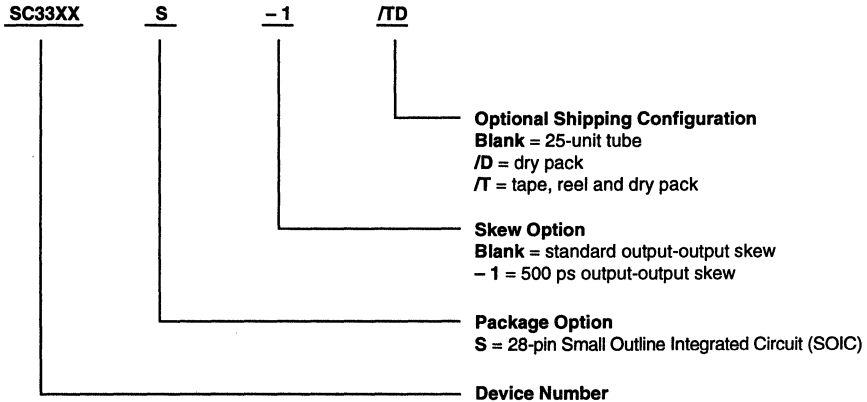 SC33XX S – 1 /TD
Optional Shipping Configuration
Blank = 25-unit tube
/D = dry pack
/T = tape, reel and dry pack
Skew Option
Blank = standard output-output skew
– 1 = 500 ps output-output skew
Package Option
S = 28-pin Small Outline Integrated Circuit (SOIC)
Device Number